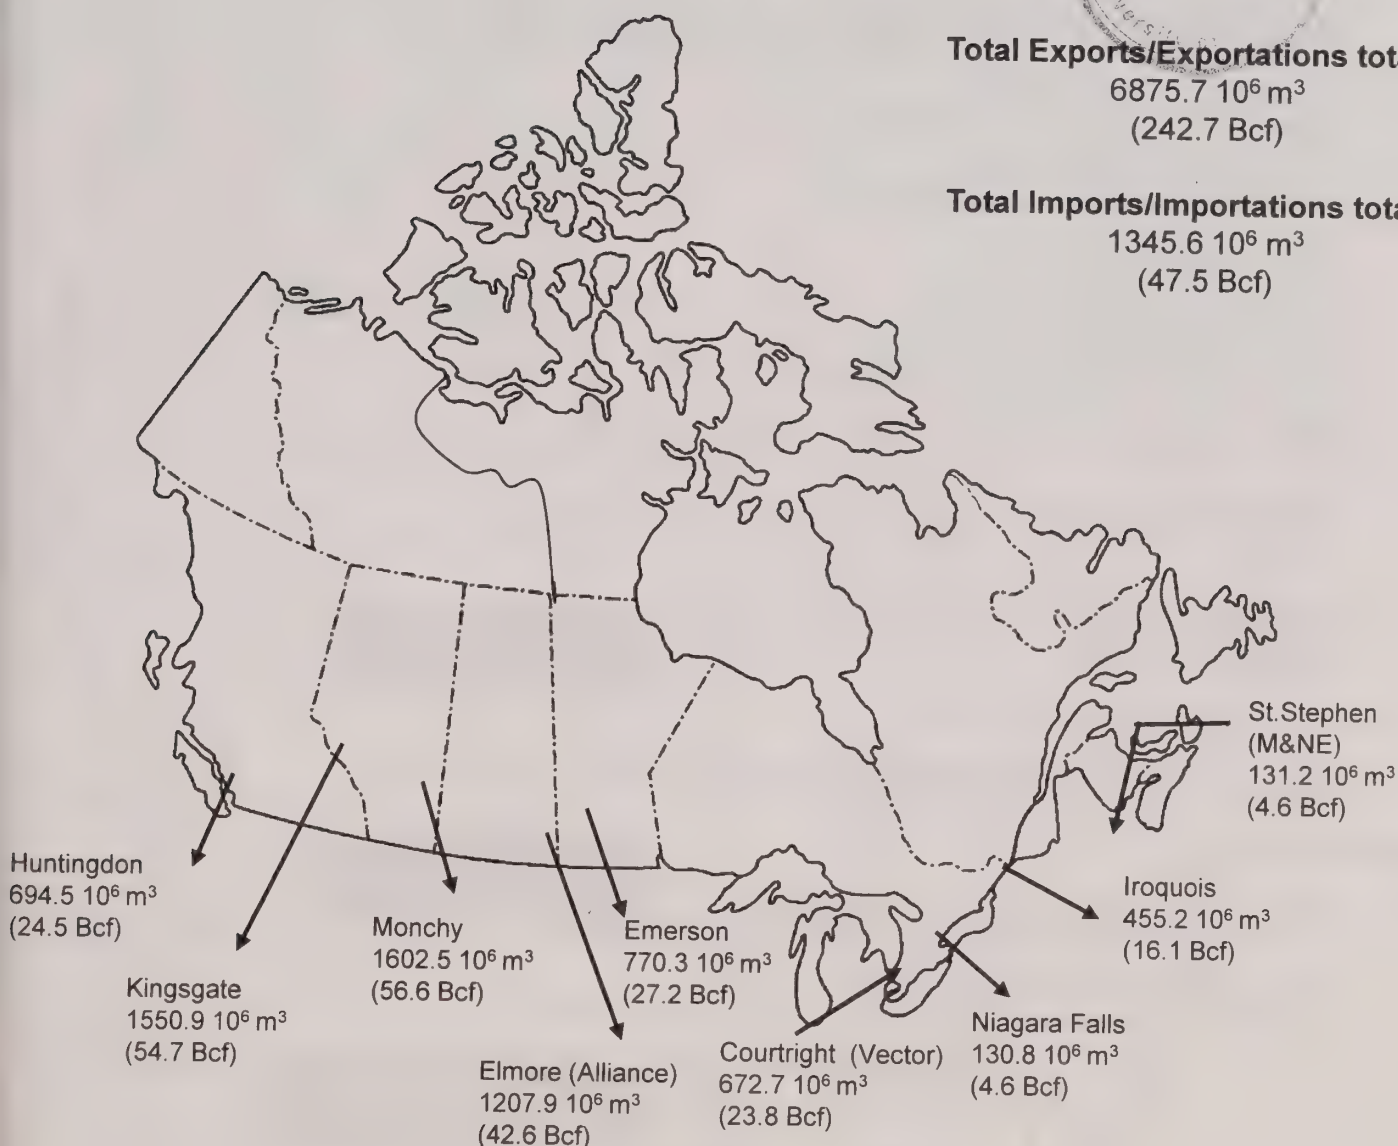 Total Exports/Exportations tot
6875.7 10⁶ m³
(242.7 Bcf)
Total Imports/Importations tota
1345.6 10⁶ m³
(47.5 Bcf)
St.Stephen
(M&NE)
131.2 10⁶ m³
(4.6 Bcf)
Huntingdon
694.5 10⁶ m³
(24.5 Bcf)
Kingsgate
1550.9 10⁶ m³
(54.7 Bcf)
Monchy
1602.5 10⁶ m³
(56.6 Bcf)
Elmore (Alliance)
1207.9 10⁶ m³
(42.6 Bcf)
Emerson
770.3 10⁶ m³
(27.2 Bcf)
Courtright (Vector)
672.7 10⁶ m³
(23.8 Bcf)
Niagara Falls
130.8 10⁶ m³
(4.6 Bcf)
Iroquois
455.2 10⁶ m³
(16.1 Bcf)